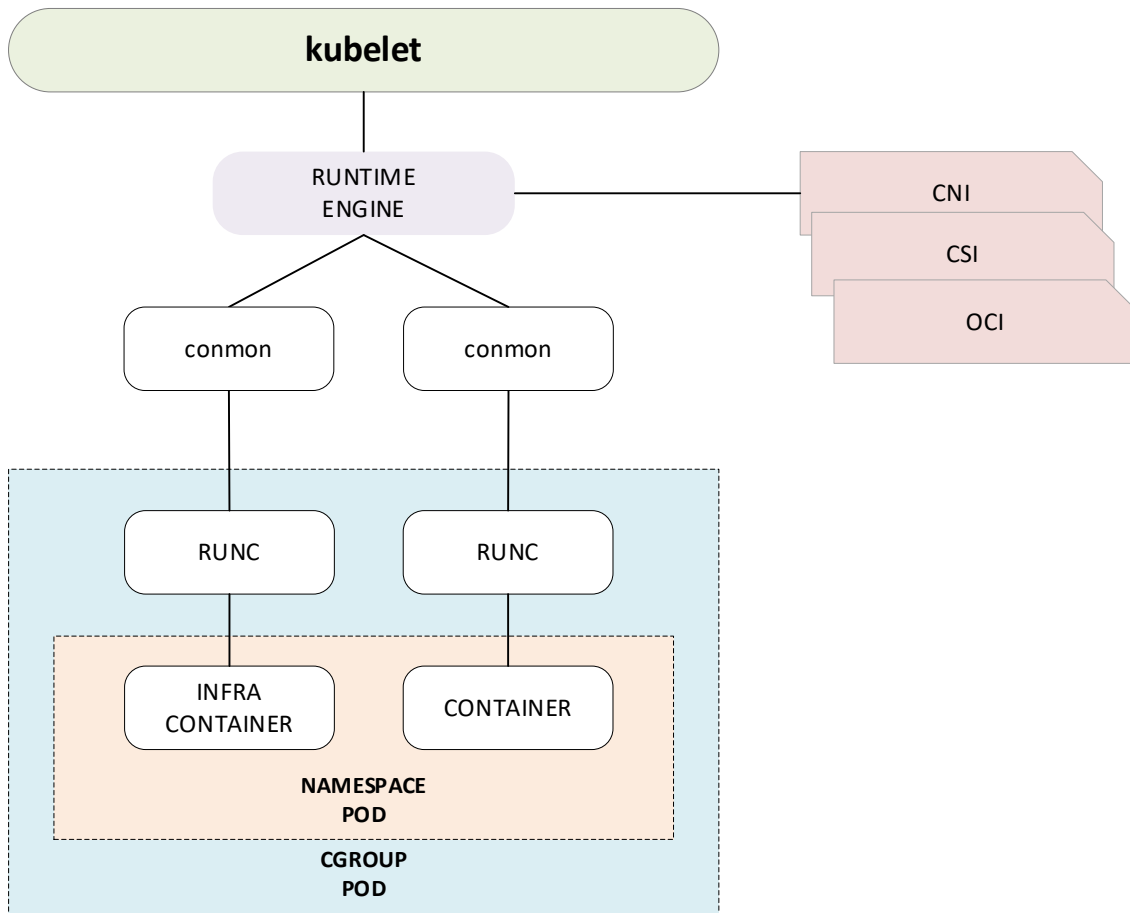 kubelet
RUNTIME
ENGINE
CNI
CSI
OCI
conmon
conmon
RUNC
RUNC
INFRA
CONTAINER
CONTAINER
NAMESPACE
POD
CGROUP
POD